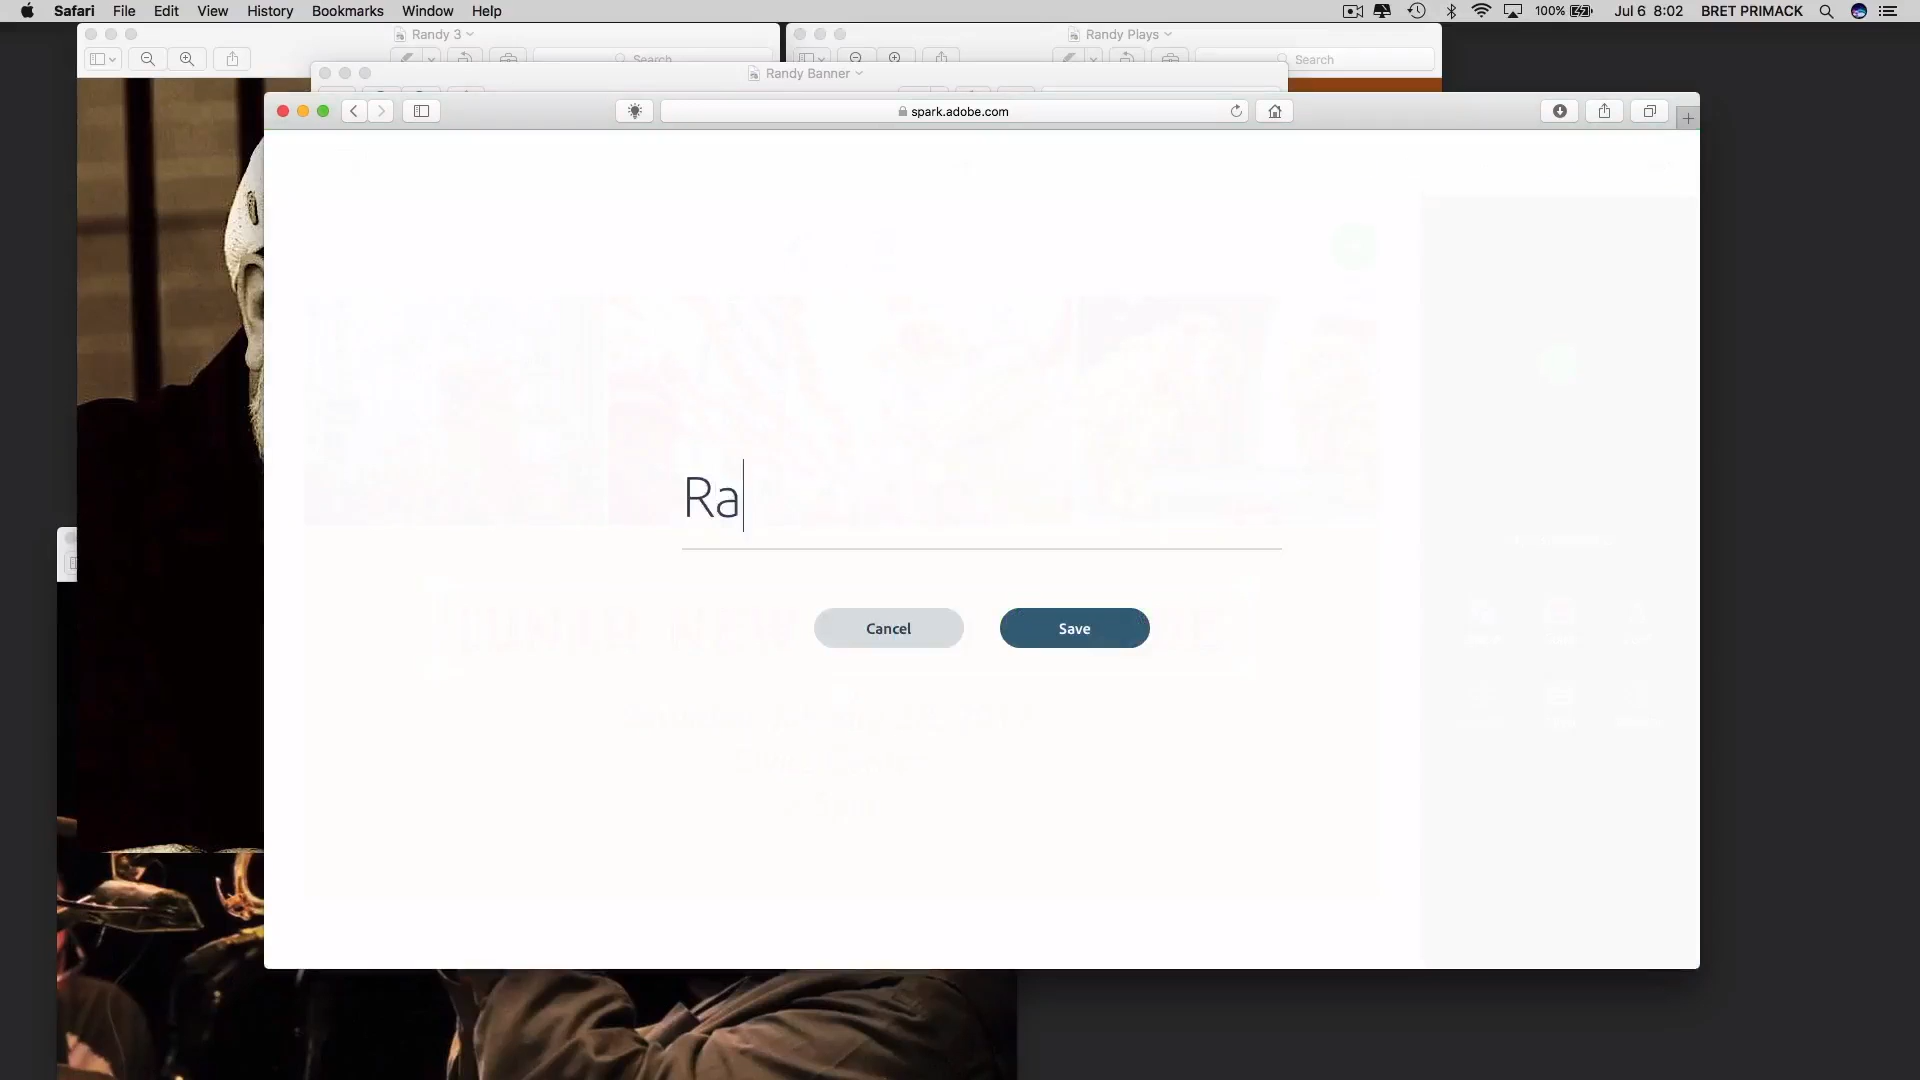 Safari File Edit View History Bookmarks Window Help 100% Jul 6 8:02 BRET PRIMACK
Randy 3
Randy Plays
Search
Search
Randy Banner
spark.adobe.com
Ra
Cancel
Save